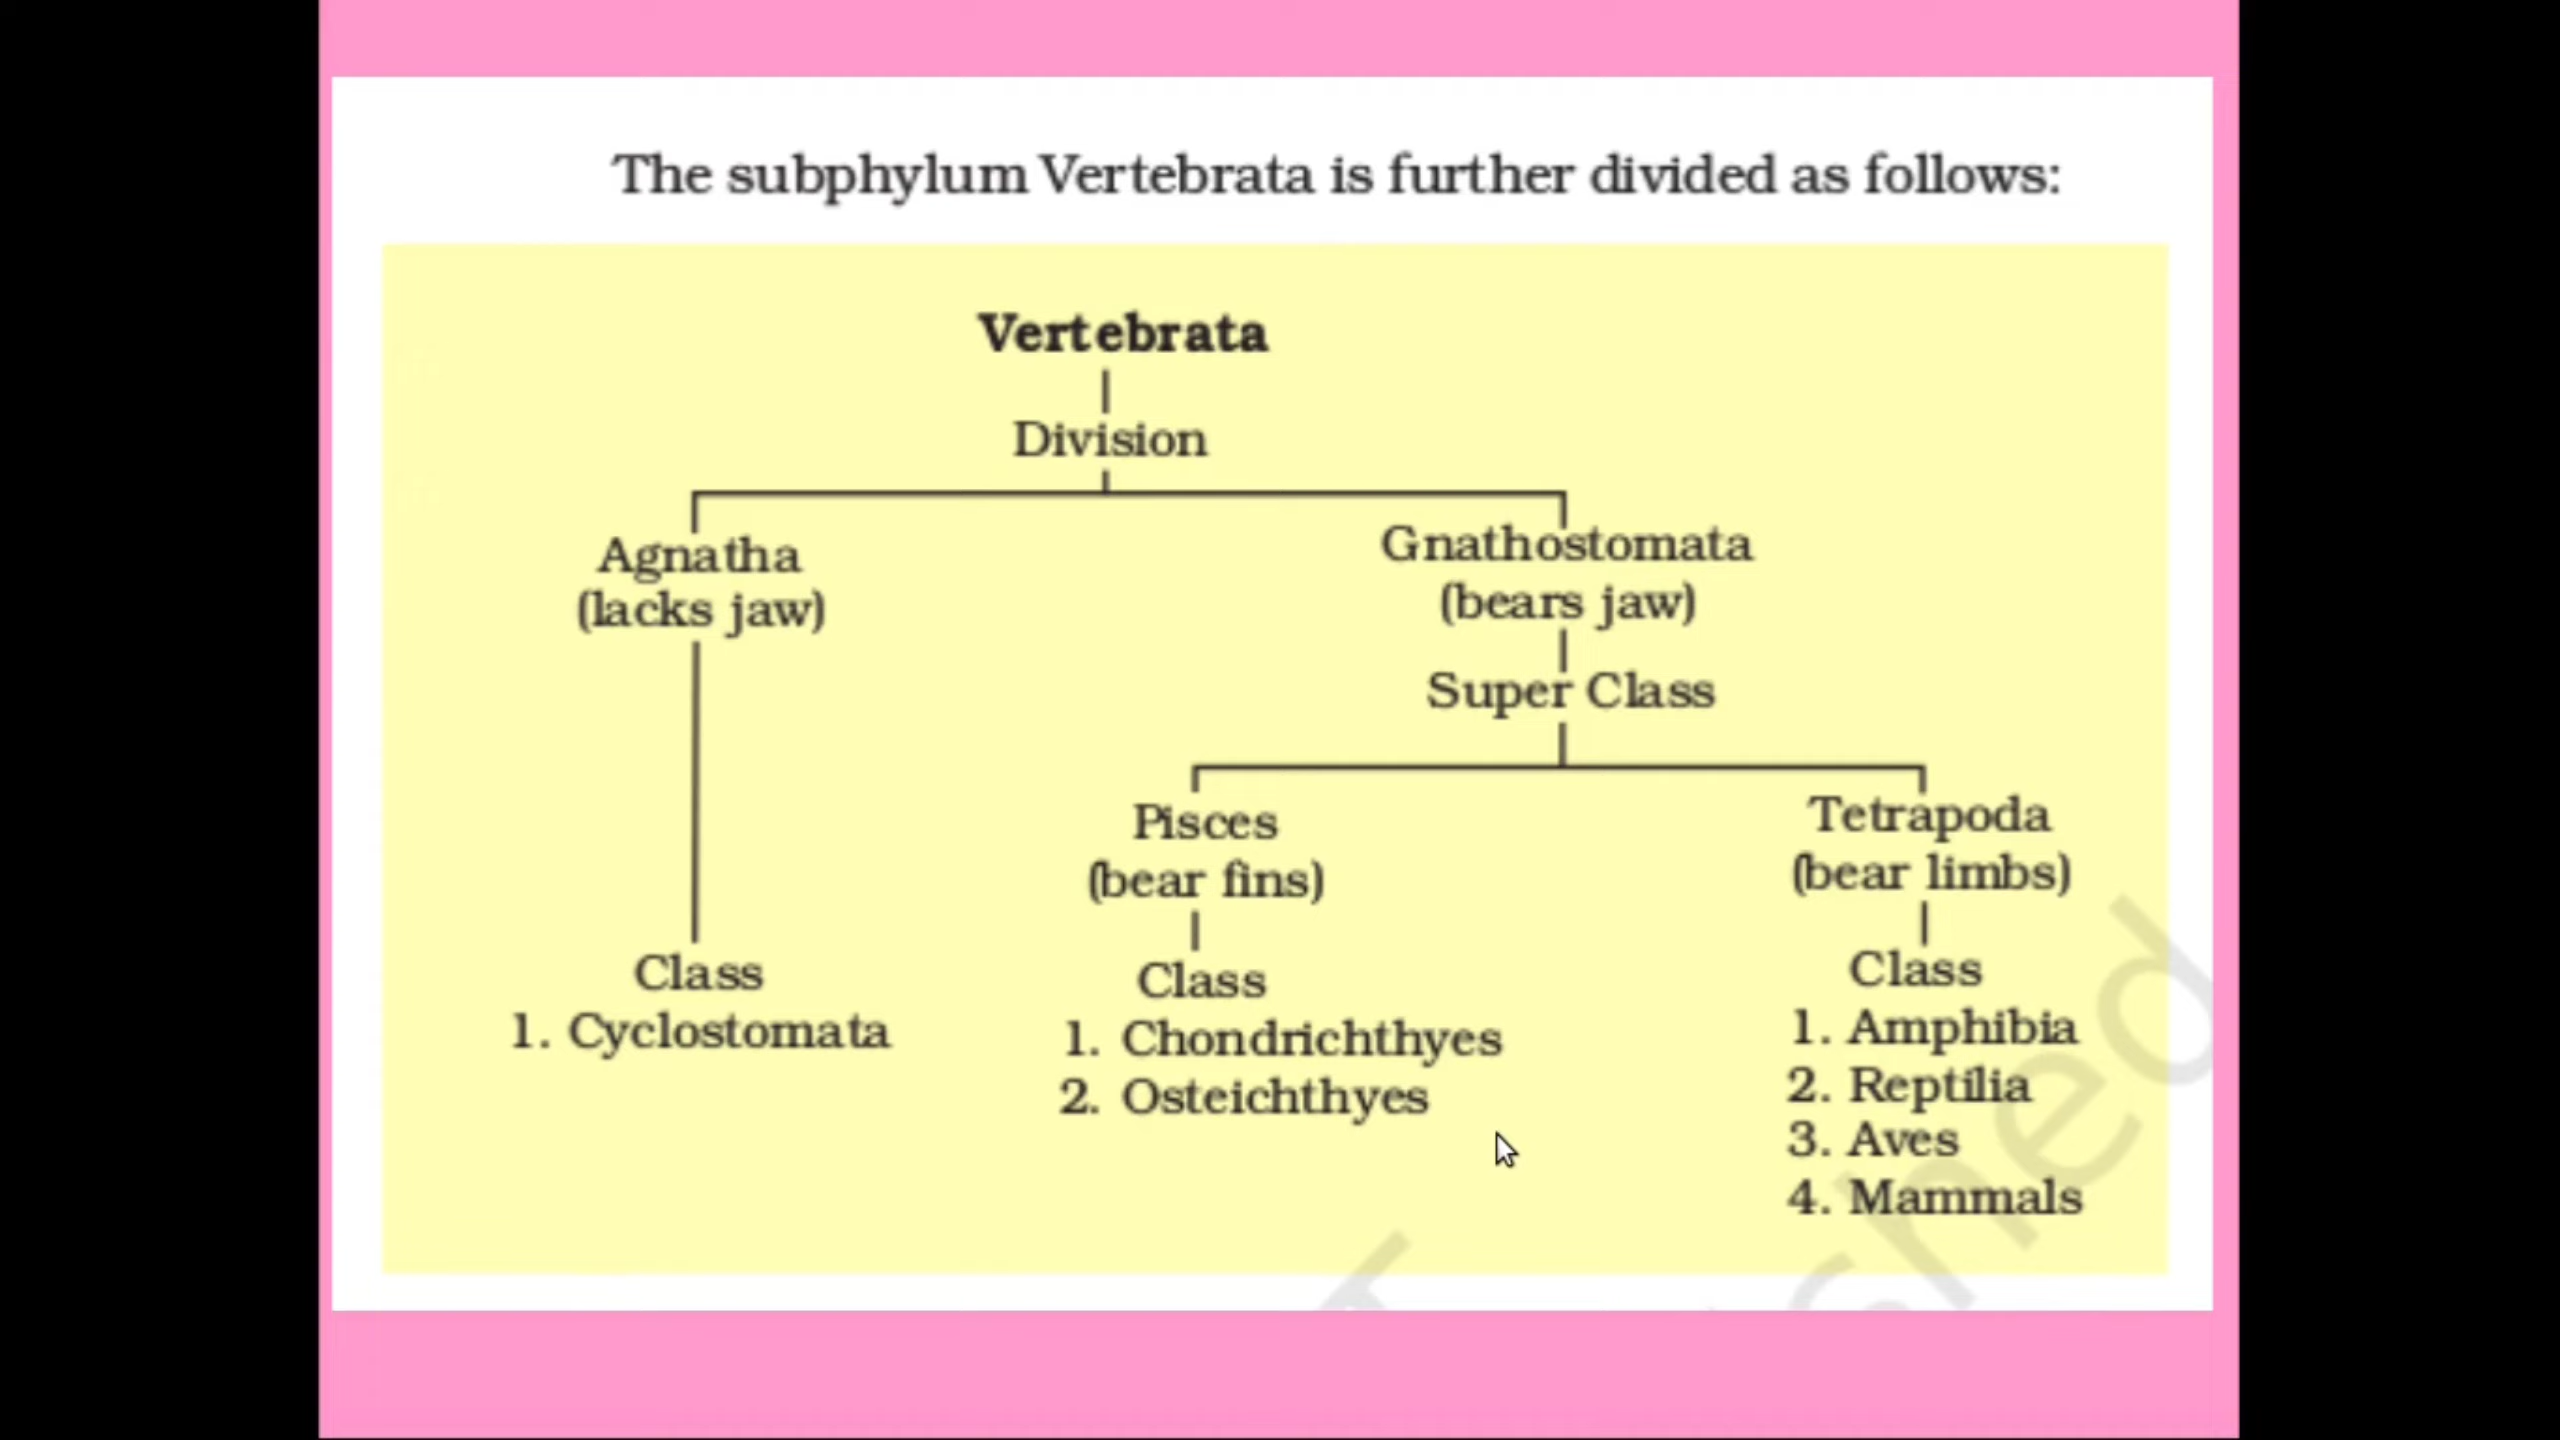 The subphylum Vertebrata is further divided as follows:
Vertebrata
Division
Agnatha
(lacks jaw)
Gnathostomata
(bears jaw)
Super Class
Pisces
(bear fins)
Tetrapoda
(bear limbs)
Class
1. Cyclostomata
Class
1. Chondrichthyes
2. Osteichthyes
Class
1. Amphibia
2. Reptilia
3. Aves
4. Mammals